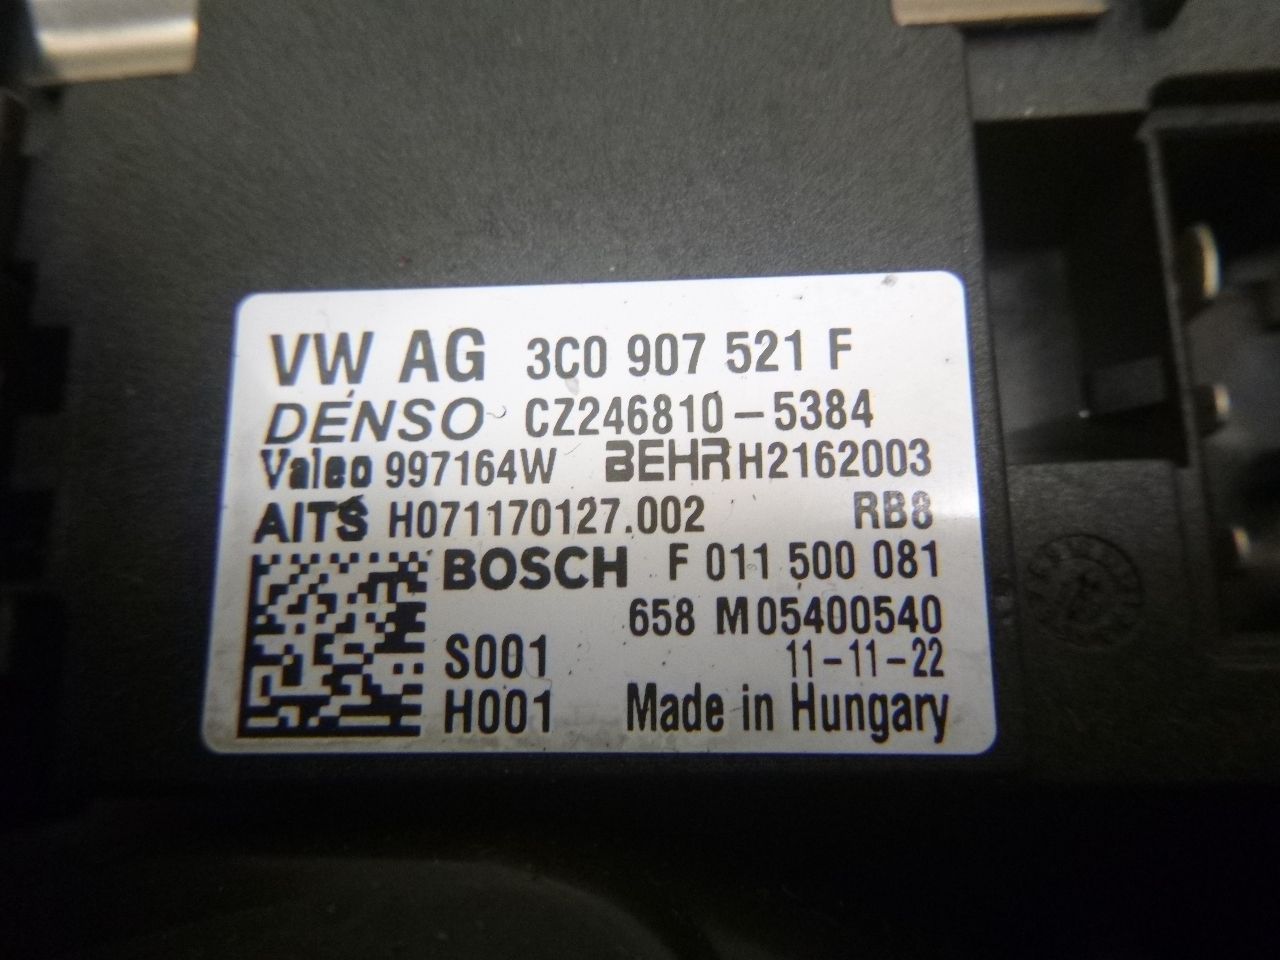 VW AG 3C0 907 521 F
DENSO CZ246810-5384
Valeo 997164W BEHR H2162003
AITS H071170127.002 RB8
BOSCH F 011 500 081
658 M05400540
S001 11-11-22
H001 Made in Hungary